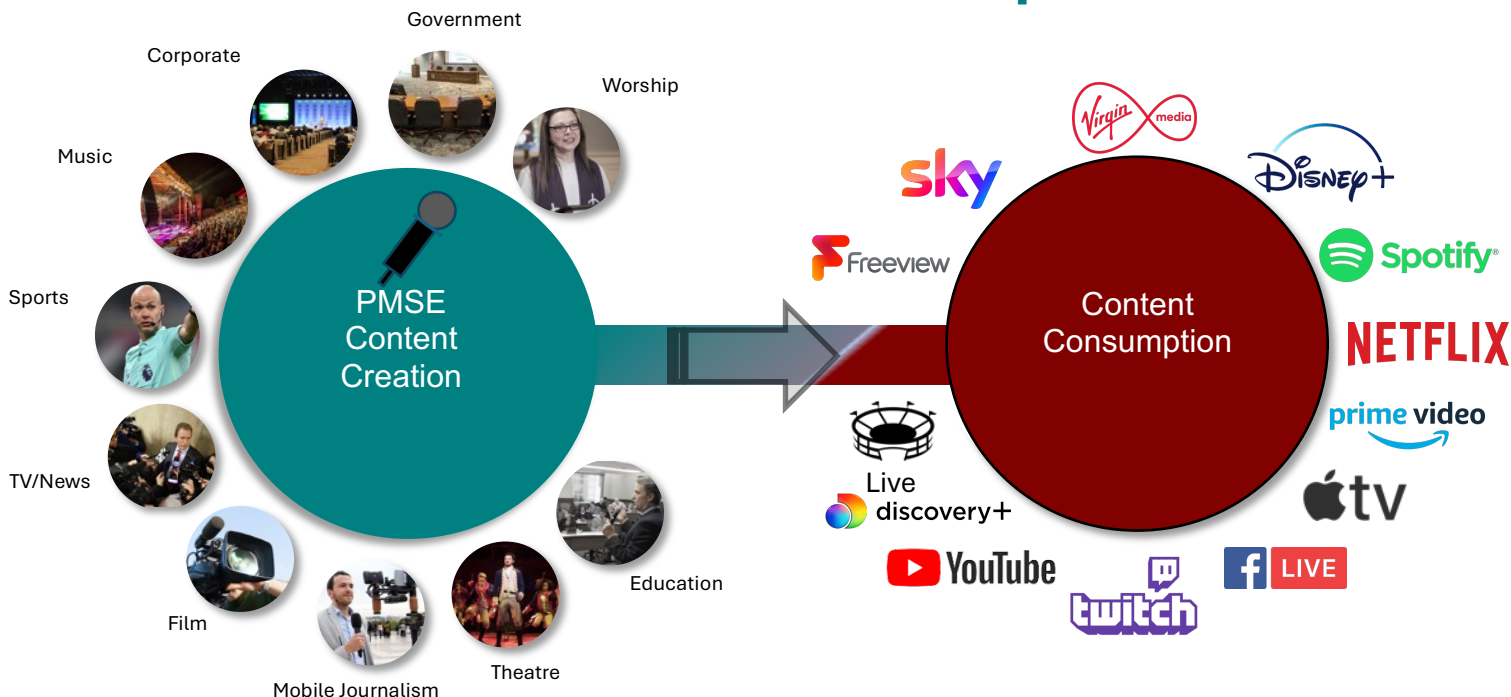 Government
Corporate
Worship
Music
Sports
TV/News
Film
Mobile Journalism
Theatre
Education
PMSE
Content
Creation
Content
Consumption
Virgin media
sky
Disney+
Freeview
Spotify
NETFLIX
prime video
tv
Live
discovery+
YouTube
twitch
f LIVE